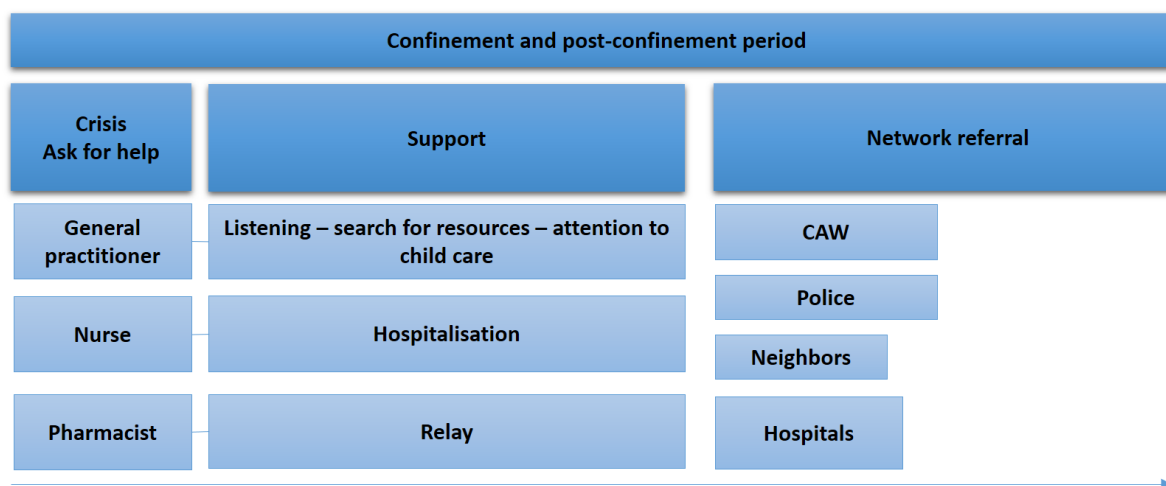 Confinement and post-confinement period
Crisis
Ask for help
Support
Network referral
General
practitioner
Listening – search for resources – attention to
child care
CAW
Police
Nurse
Hospitalisation
Neighbors
Pharmacist
Relay
Hospitals